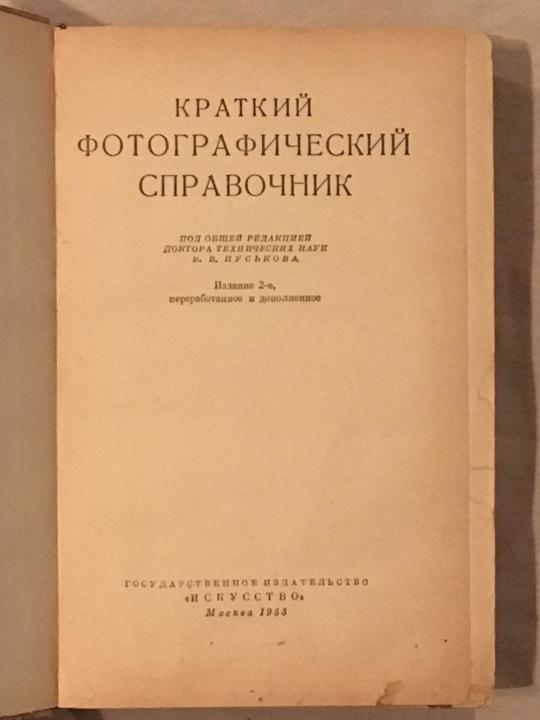 КРАТКИЙ
ФОТОГРАФИЧЕСКИЙ
СПРАВОЧНИК
ПОД ОБЩЕЙ РЕДАКЦИЕЙ
ДОКТОРА ТЕХНИЧЕСКИХ НАУК
В. В. ПУСЬКОВА
Издание 2-е,
переработанное и дополненное
ГОСУДАРСТВЕННОЕ ИЗДАТЕЛЬСТВО
«ИСКУССТВО»
Москва 1953